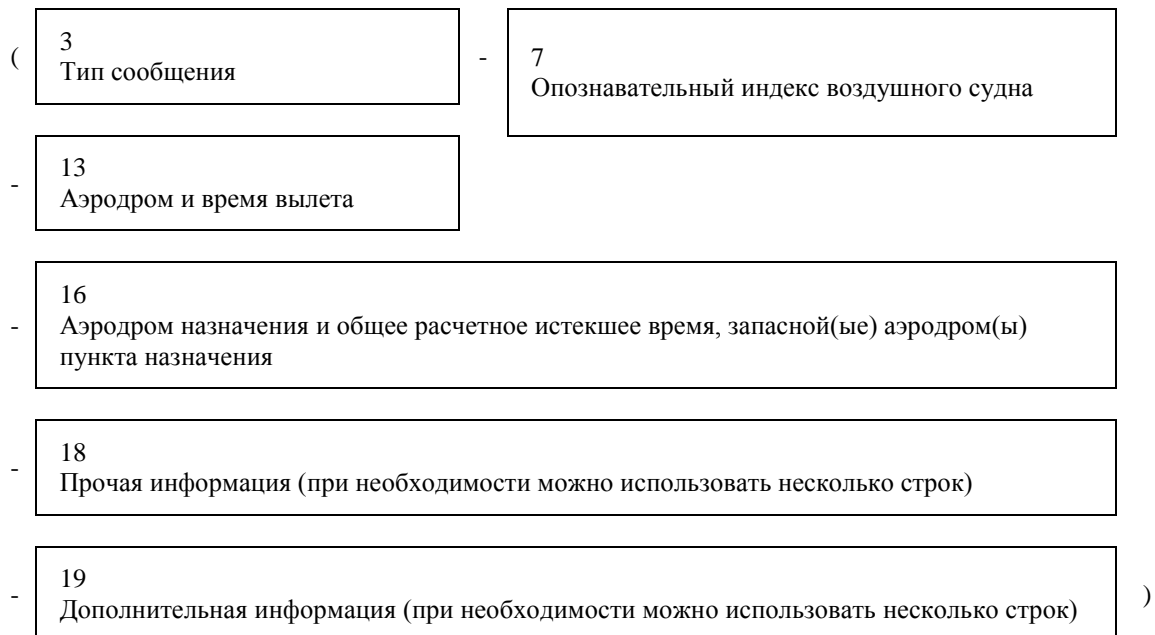 ( 3 - 7
Тип сообщения
Опознавательный индекс воздушного судна
- 13
Аэродром и время вылета
16
- Аэродром назначения и общее расчетное истекшее время, запасной(ые) аэродром(ы)
пункта назначения
- 18
Прочая информация (при необходимости можно использовать несколько строк)
- 19 )
Дополнительная информация (при необходимости можно использовать несколько строк)